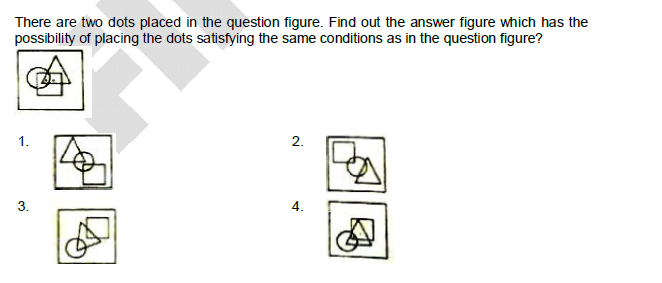 There are two dots placed in the question figure. Find out the answer figure which has the
possibility of placing the dots satisfying the same conditions as in the question figure?
1.
2.
3.
4.